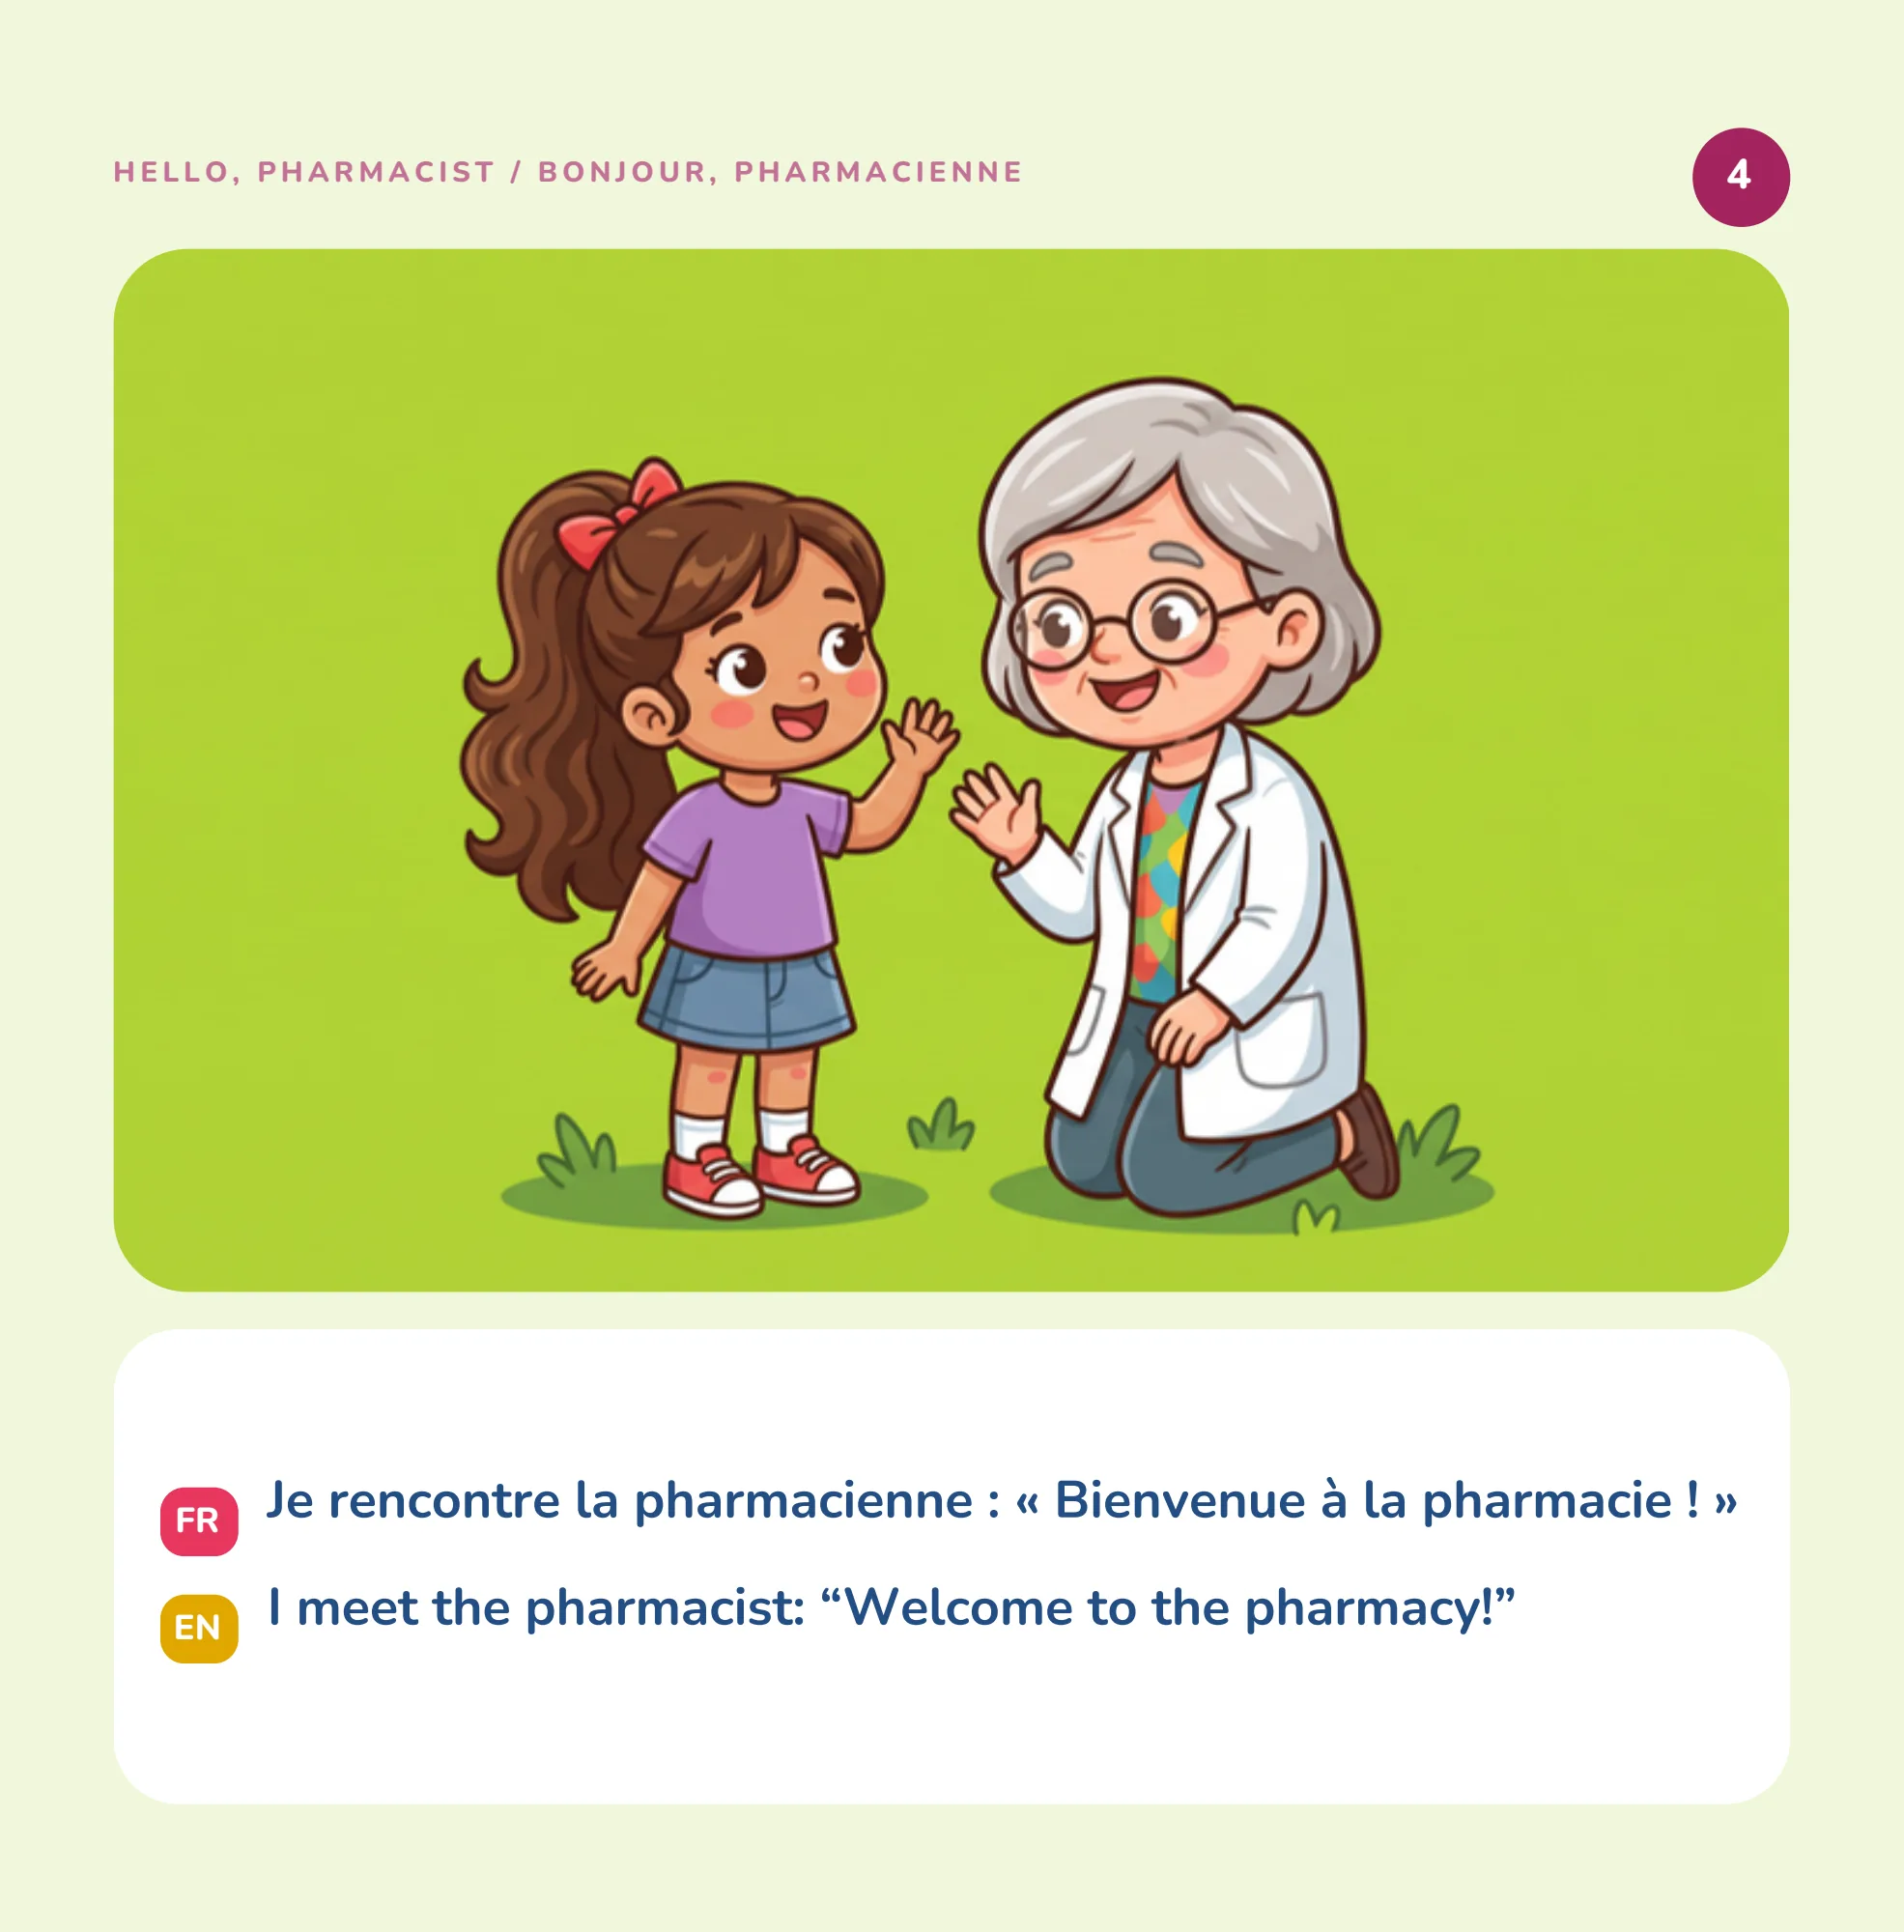 HELLO, PHARMACIST / BONJOUR, PHARMACIENNE
4
FR Je rencontre la pharmacienne : « Bienvenue à la pharmacie ! »
EN I meet the pharmacist: “Welcome to the pharmacy!”